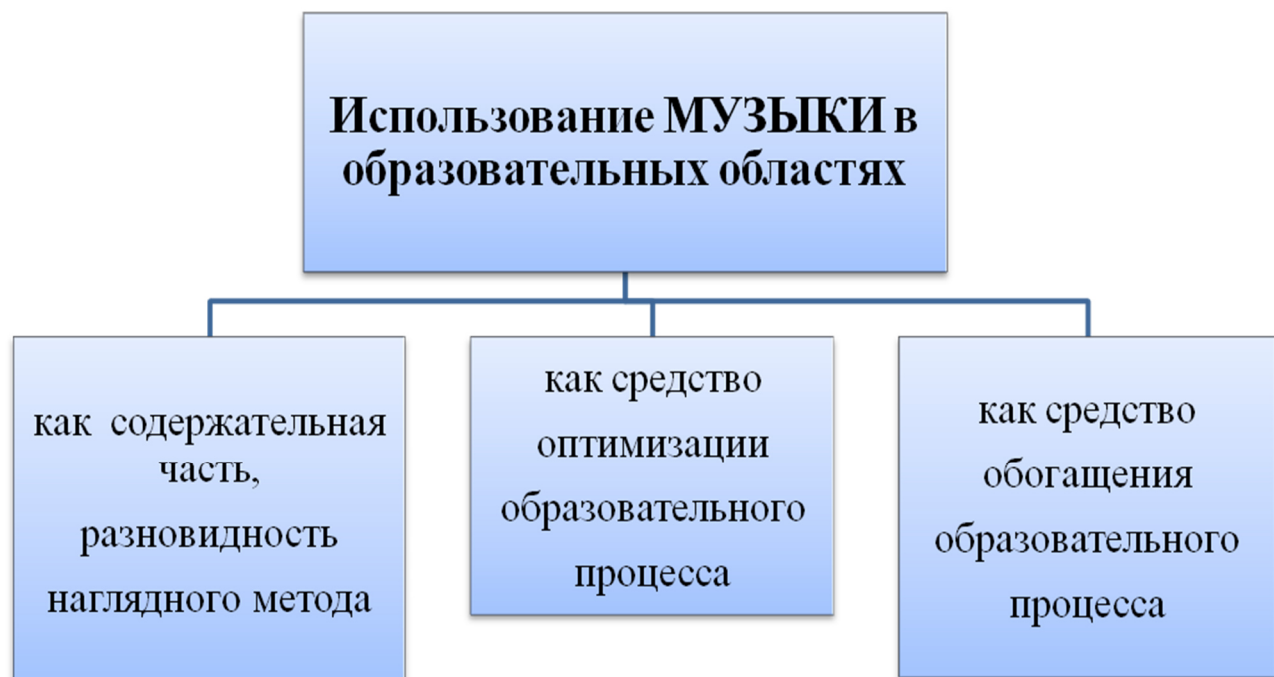 Использование МУЗЫКИ в
образовательных областях
как содержательная
часть,
разновидность
наглядного метода
как средство
оптимизации
образовательного
процесса
как средство
обогащения
образовательного
процесса